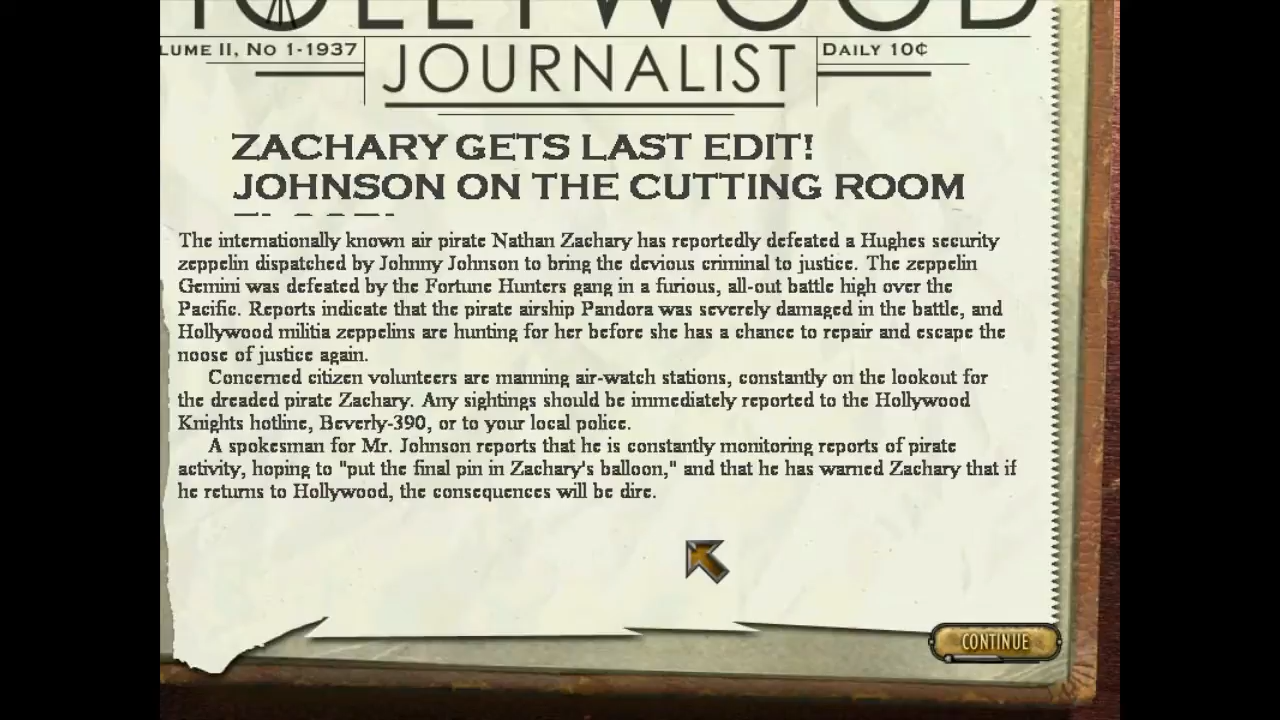 HOLLYWOOD
LUME II, NO 1-1937
DAILY 10¢
JOURNALIST
ZACHARY GETS LAST EDIT!
JOHNSON ON THE CUTTING ROOM
The internationally known air pirate Nathan Zachary has reportedly defeated a Hughes security
zeppelin dispatched by Johnny Johnson to bring the devious criminal to justice. The zeppelin
Gemini was defeated by the Fortune Hunters gang in a furious, all-out battle high over the
Pacific. Reports indicate that the pirate airship Pandora was severely damaged in the battle, and
Hollywood militia zeppelins are hunting for her before she has a chance to repair and escape the
noose of justice again.
Concerned citizen volunteers are manning air-watch stations, constantly on the lookout for
the dreaded pirate Zachary. Any sightings should be immediately reported to the Hollywood
Knights hotline, Beverly-390, or to your local police.
A spokesman for Mr. Johnson reports that he is constantly monitoring reports of pirate
activity, hoping to "put the final pin in Zachary's balloon," and that he has warned Zachary that if
he returns to Hollywood, the consequences will be dire.
CONTINUE